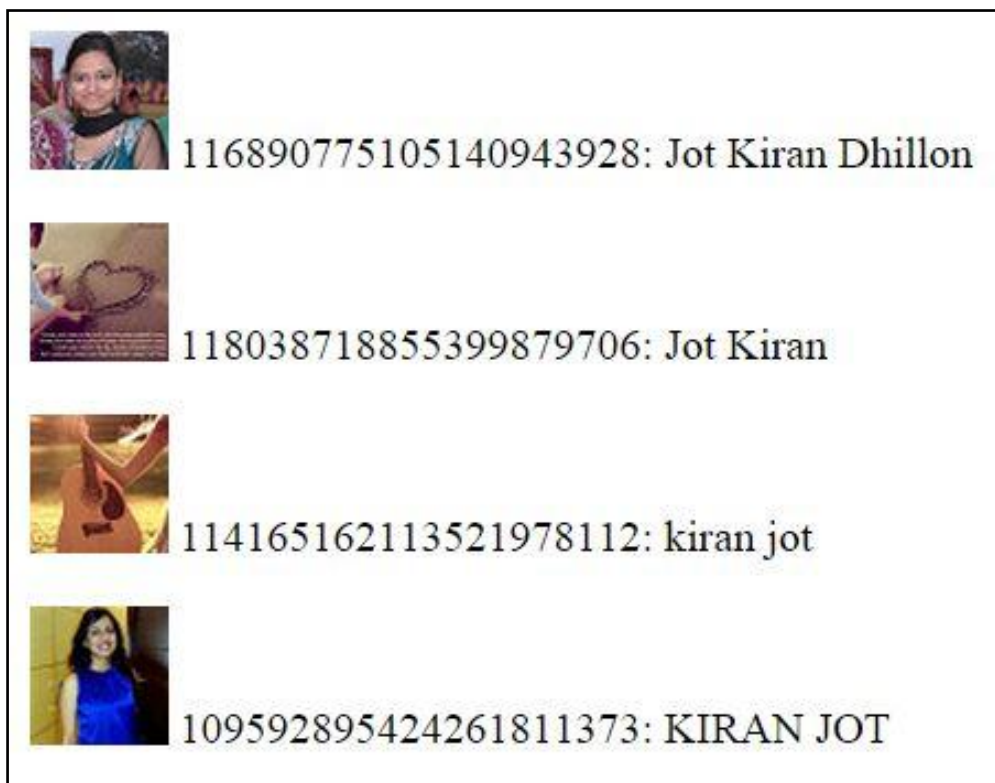 116890775105140943928: Jot Kiran Dhillon
118038718855399879706: Jot Kiran
114165162113521978112: kiran jot
109592895424261811373: KIRAN JOT